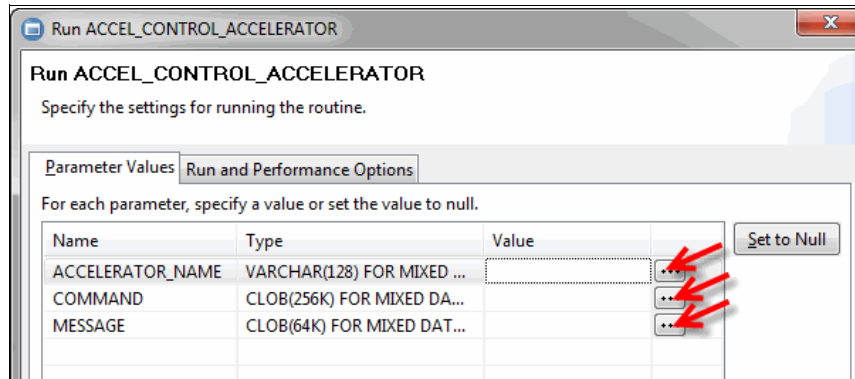 Run ACCEL_CONTROL_ACCELERATOR
Run ACCEL_CONTROL_ACCELERATOR
Specify the settings for running the routine.
Parameter Values Run and Performance Options
For each parameter, specify a value or set the value to null.
Name Type Value Set to Null
ACCELERATOR_NAME VARCHAR(128) FOR MIXED ...
COMMAND CLOB(256K) FOR MIXED DA...
MESSAGE CLOB(64K) FOR MIXED DAT...